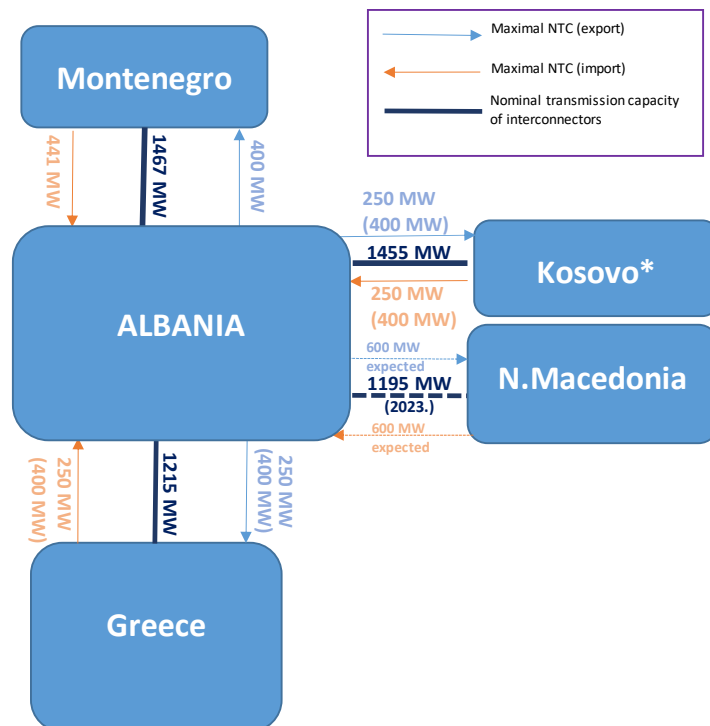 Montenegro
Maximal NTC (export)
Maximal NTC (import)
Nominal transmission capacity
of interconnectors
441 MW
1467 MW
400 MW
250 MW
(400 MW)
1455 MW
250 MW
(400 MW)
Kosovo*
ALBANIA
600 MW
expected
1195 MW
(2023.)
600 MW
expected
N.Macedonia
250 MW
(400 MW)
1215 MW
250 MW
(400 MW)
Greece